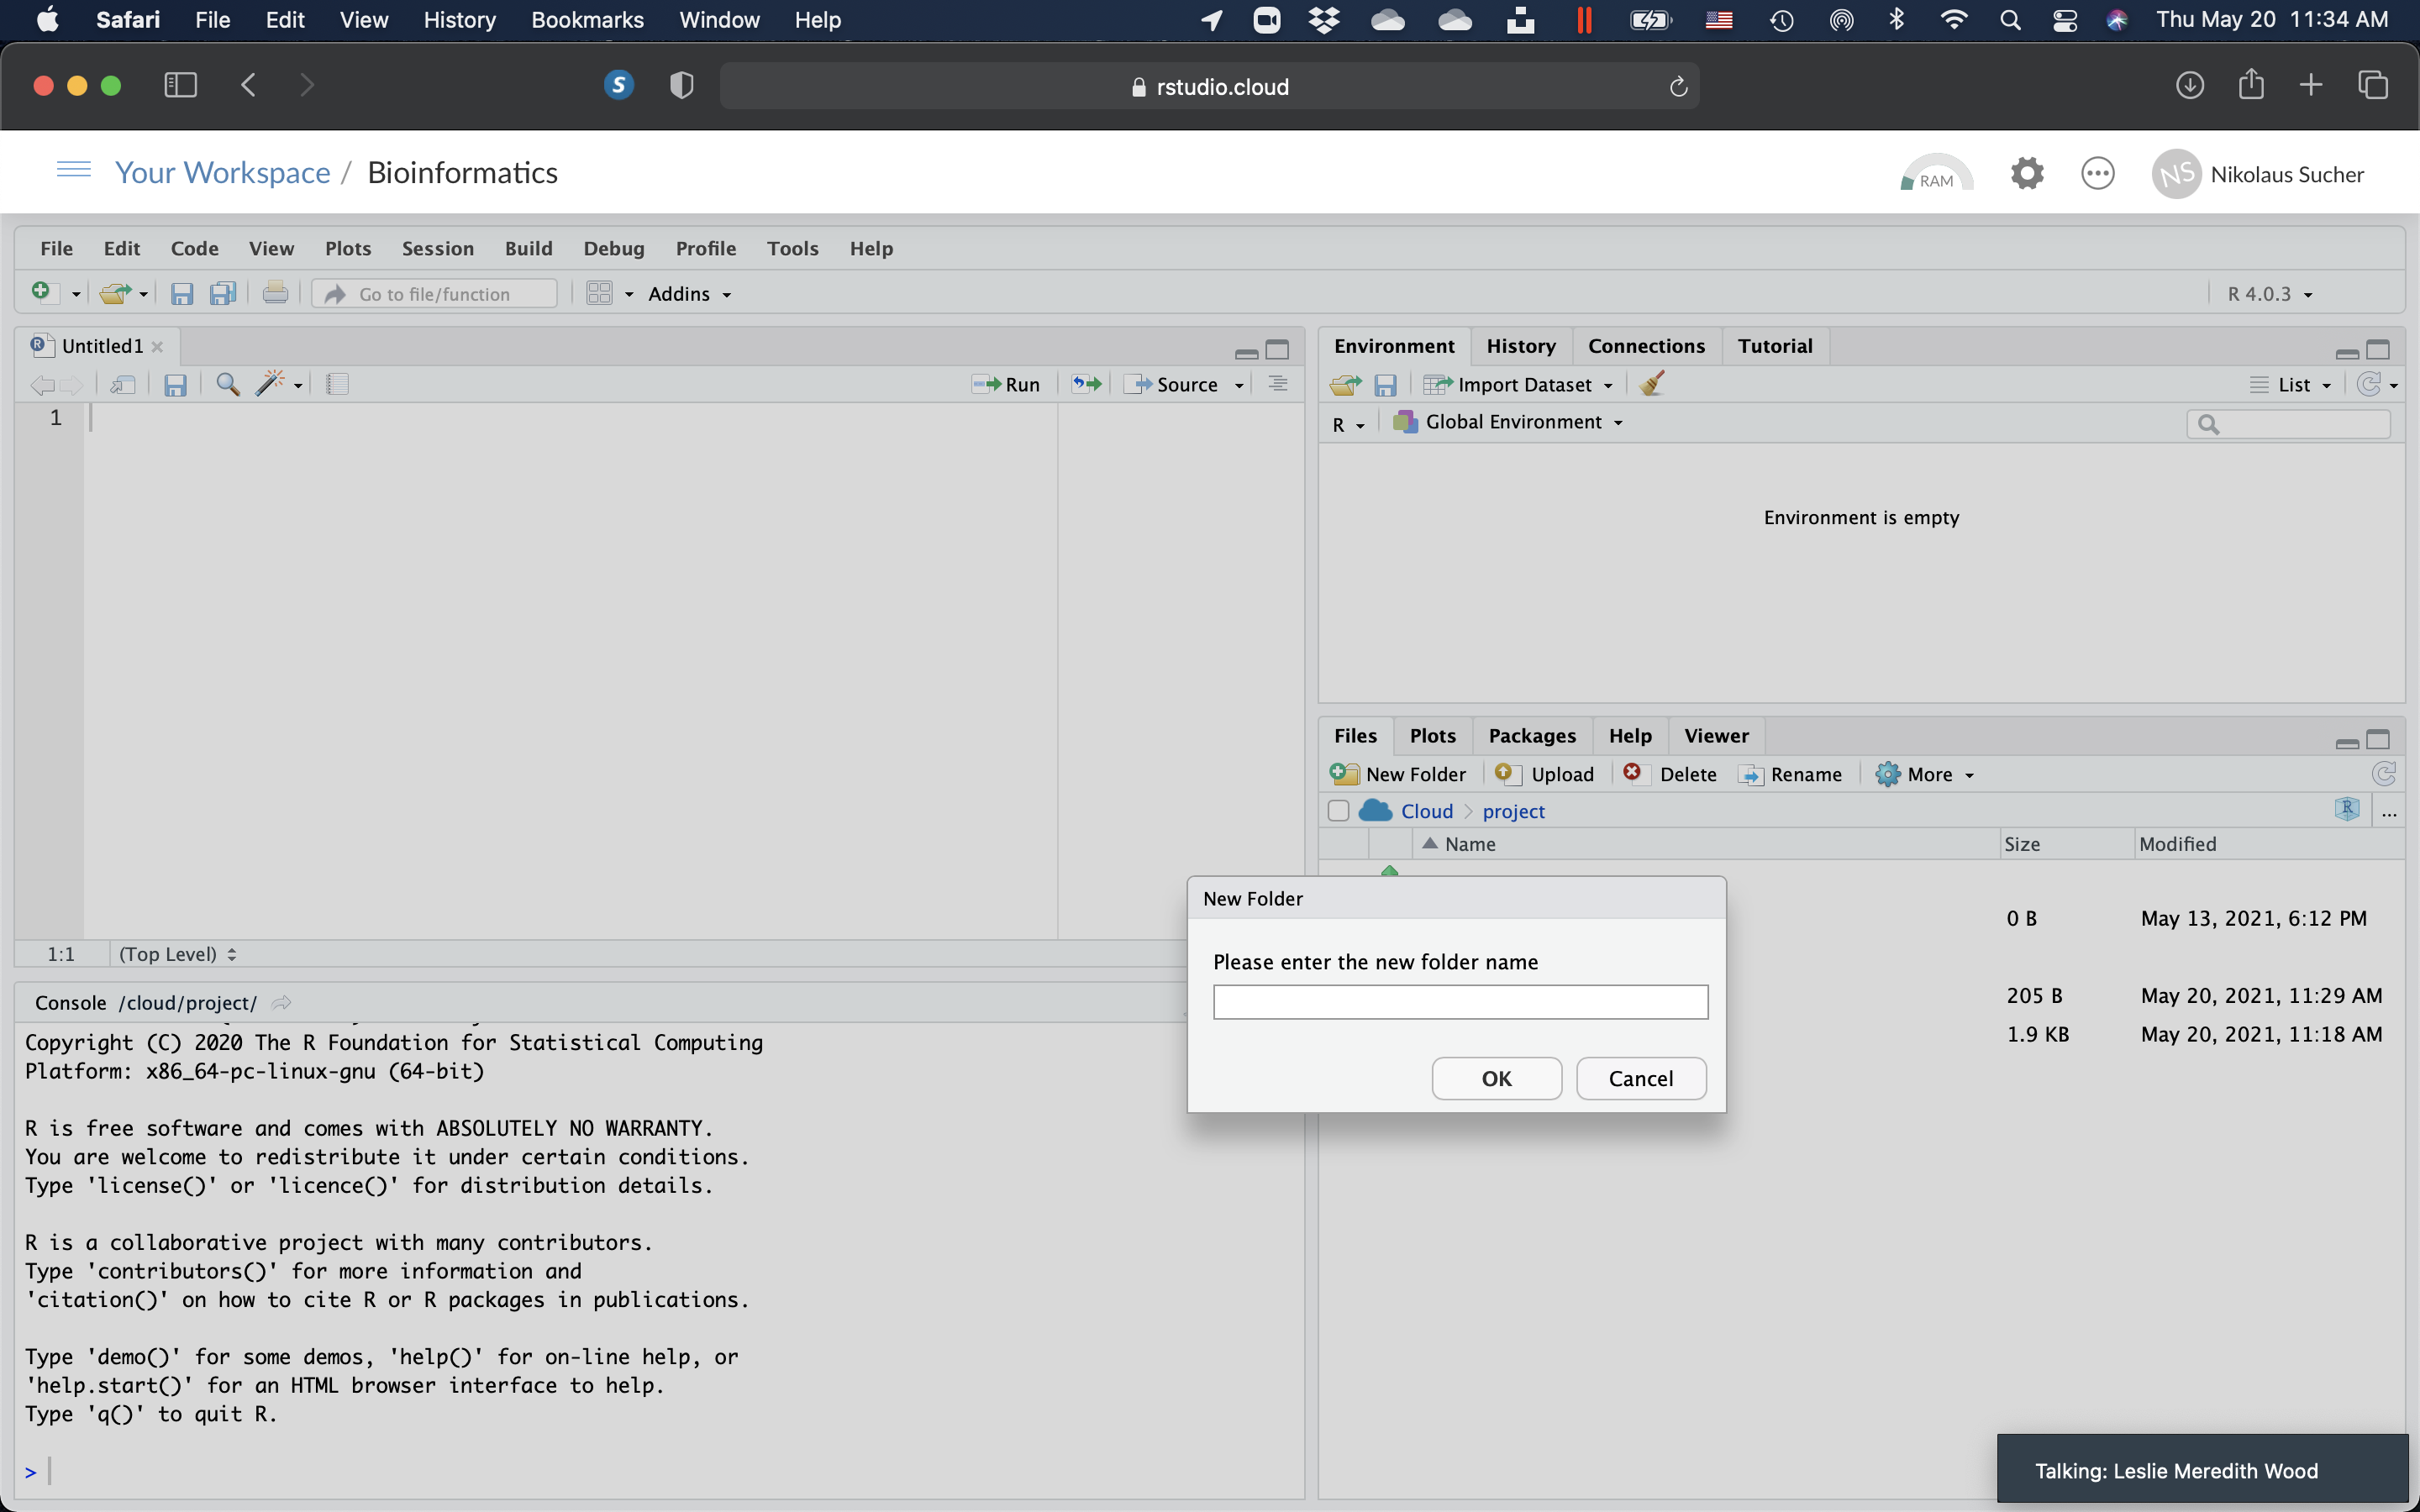 Safari File Edit View History Bookmarks Window Help Thu May 20 11:34 AM
rstudio.cloud
Your Workspace / Bioinformatics RAM NS Nikolaus Sucher
File Edit Code View Plots Session Build Debug Profile Tools Help
Go to file/function Addins R 4.0.3
Untitled1
Run Source
1
1:1 (Top Level)
Console /cloud/project/
Copyright (C) 2020 The R Foundation for Statistical Computing
Platform: x86_64-pc-linux-gnu (64-bit)
R is free software and comes with ABSOLUTELY NO WARRANTY.
You are welcome to redistribute it under certain conditions.
Type 'license()' or 'licence()' for distribution details.
R is a collaborative project with many contributors.
Type 'contributors()' for more information and
'citation()' on how to cite R or R packages in publications.
Type 'demo()' for some demos, 'help()' for on-line help, or
'help.start()' for an HTML browser interface to help.
Type 'q()' to quit R.
>
Environment History Connections Tutorial
Import Dataset List
R Global Environment
Environment is empty
Files Plots Packages Help Viewer
New Folder Upload Delete Rename More
Cloud > project ...
Name Size Modified
0 B May 13, 2021, 6:12 PM
205 B May 20, 2021, 11:29 AM
1.9 KB May 20, 2021, 11:18 AM
New Folder
Please enter the new folder name
OK Cancel
Talking: Leslie Meredith Wood